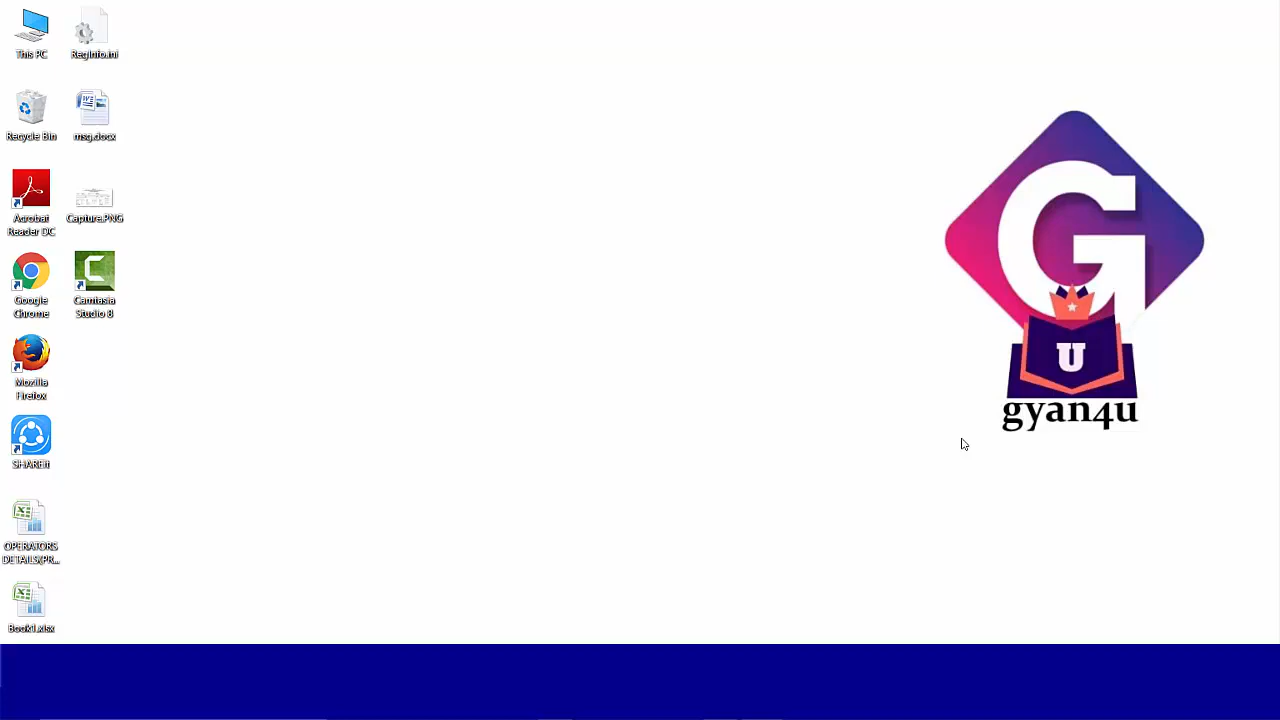 This PC
RegInfo.ini
Recycle Bin
msg.docx
Acrobat
Reader DC
Capture.PNG
Google
Chrome
Camtasia
Studio 8
Mozilla
Firefox
SHAREit
OPERATORS
DETAILS(PR...
Book1.xlsx
G
U
gyan4u